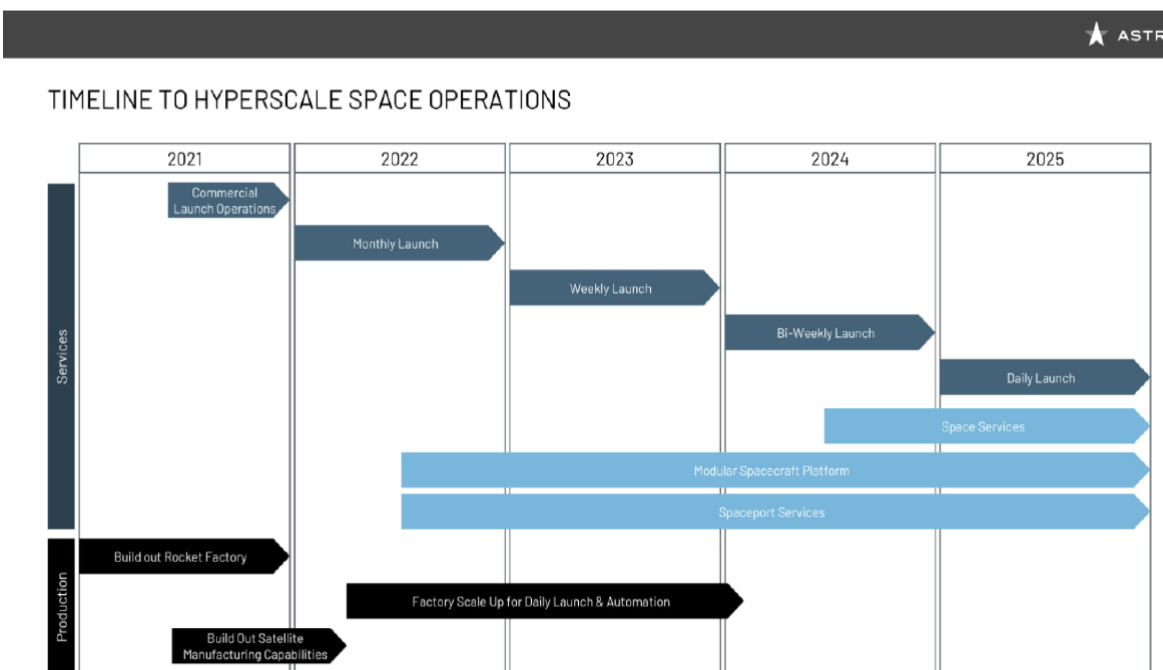 ASTR
TIMELINE TO HYPERSCALE SPACE OPERATIONS
2021
2022
2023
2024
2025
Services
Commercial
Launch Operations
Monthly Launch
Weekly Launch
Bi-Weekly Launch
Daily Launch
Space Services
Modular Spacecraft Platform
Spaceport Services
Production
Build out Rocket Factory
Factory Scale Up for Daily Launch & Automation
Build Out Satellite
Manufacturing Capabilities